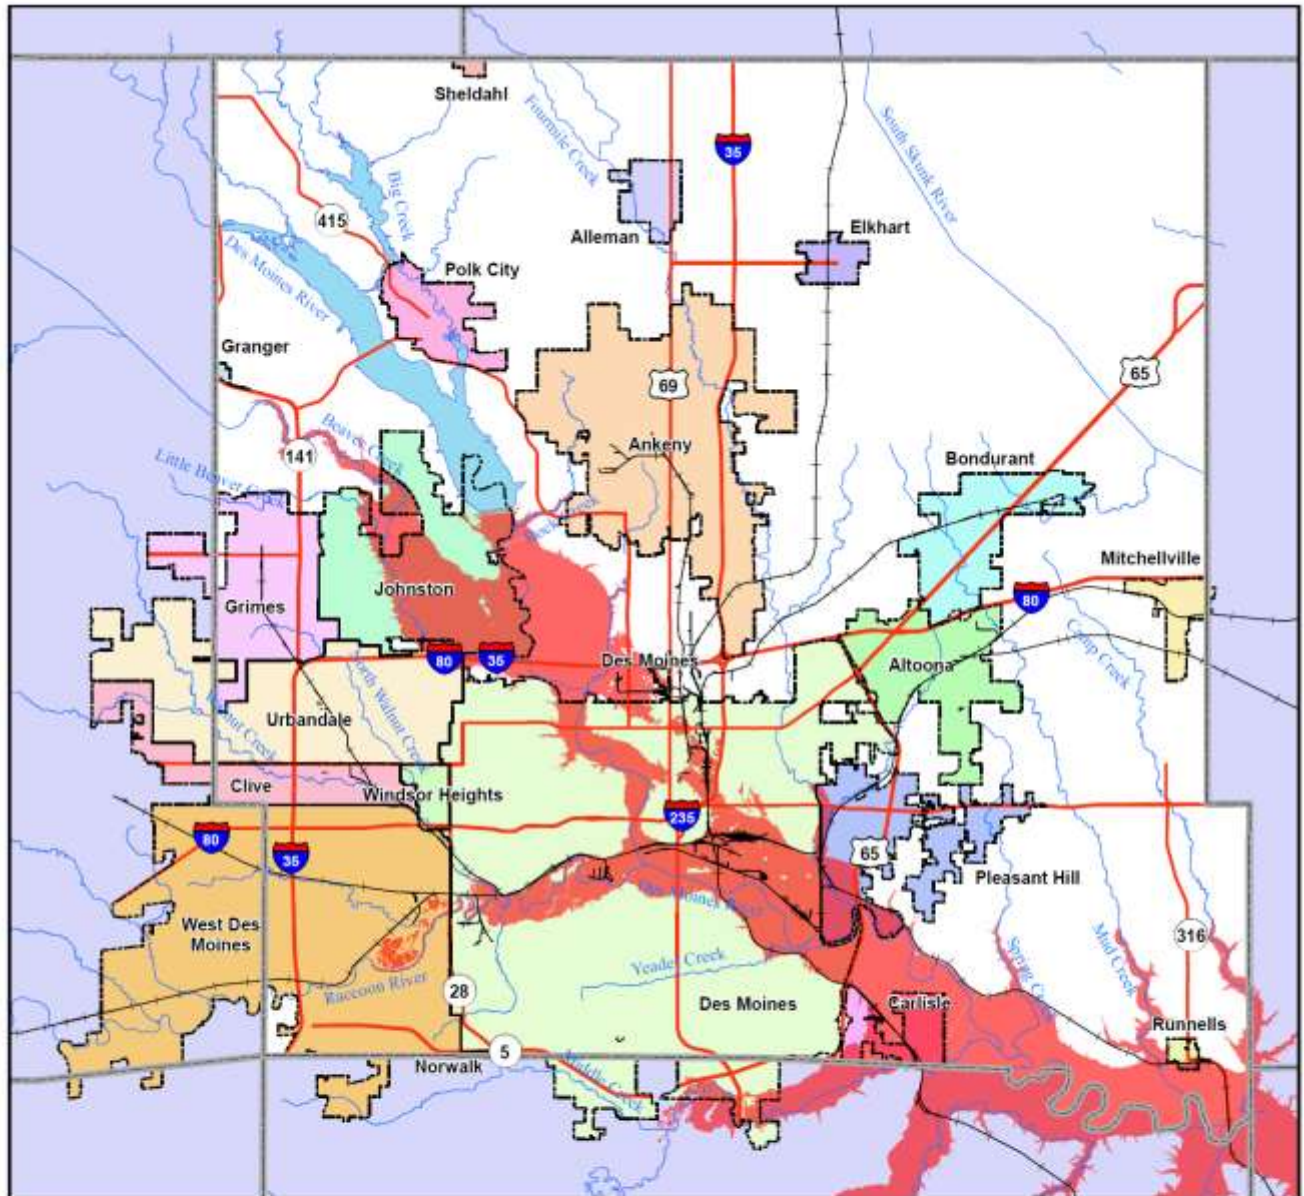 Sheldahl
Fourmile Creek
South Skunk River
35
Big Creek
415
Alleman
Elkhart
Des Moines River
Polk City
Granger
65
69
Beaver Creek
Ankeny
141
Little Beaver Creek
Bondurant
Mitchellville
Johnston
Grimes
80
80
35
Des Moines
Altoona
Camp Creek
North Walnut Creek
Urbandale
Walnut Creek
Clive
Windsor Heights
235
80
35
65
Pleasant Hill
Des Moines River
West Des
Moines
316
Spring Creek
Mud Creek
Yeader Creek
Raccoon River
28
Des Moines
Carlisle
Runnells
5
Norwalk
Middle Creek